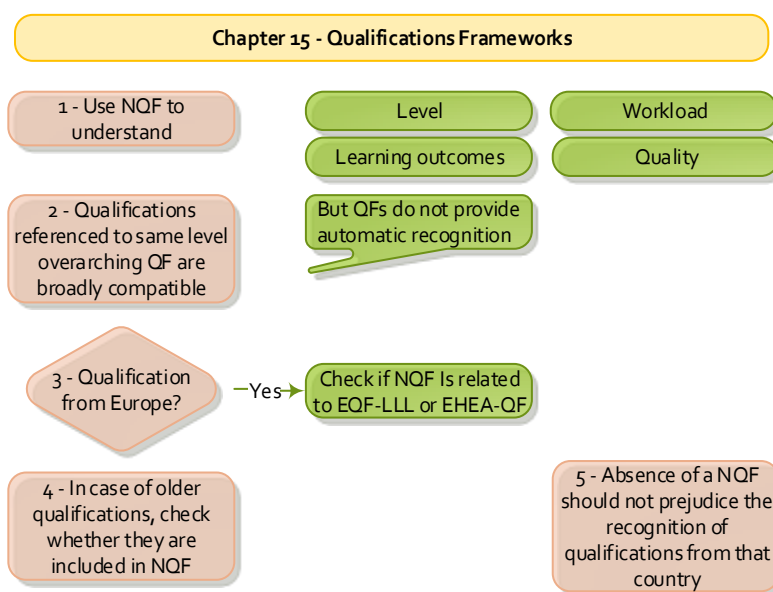 Chapter 15 - Qualifications Frameworks
1 - Use NQF to
understand
Level
Workload
Learning outcomes
Quality
2 - Qualifications
referenced to same level
overarching QF are
broadly compatible
But QFs do not provide
automatic recognition
3 - Qualification
from Europe?
Yes
Check if NQF Is related
to EQF-LLL or EHEA-QF
4 - In case of older
qualifications, check
whether they are
included in NQF
5 - Absence of a NQF
should not prejudice the
recognition of
qualifications from that
country